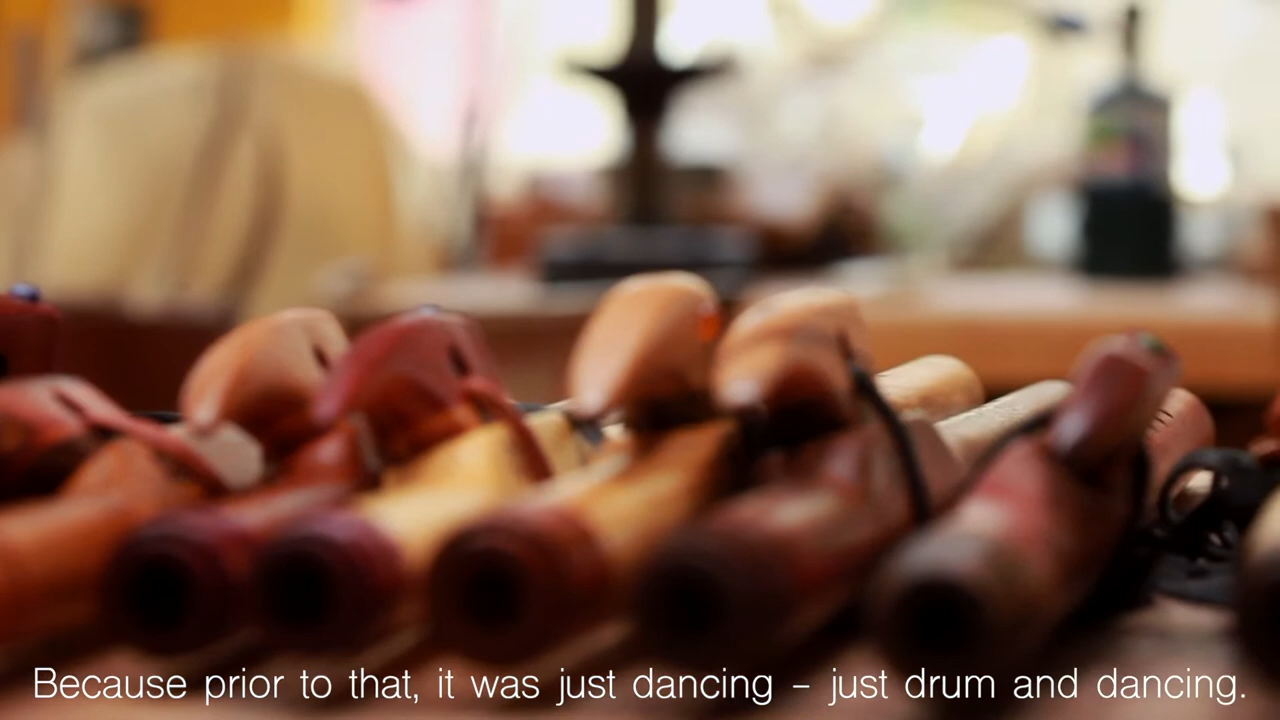 Because prior to that, it was just dancing – just drum and dancing.